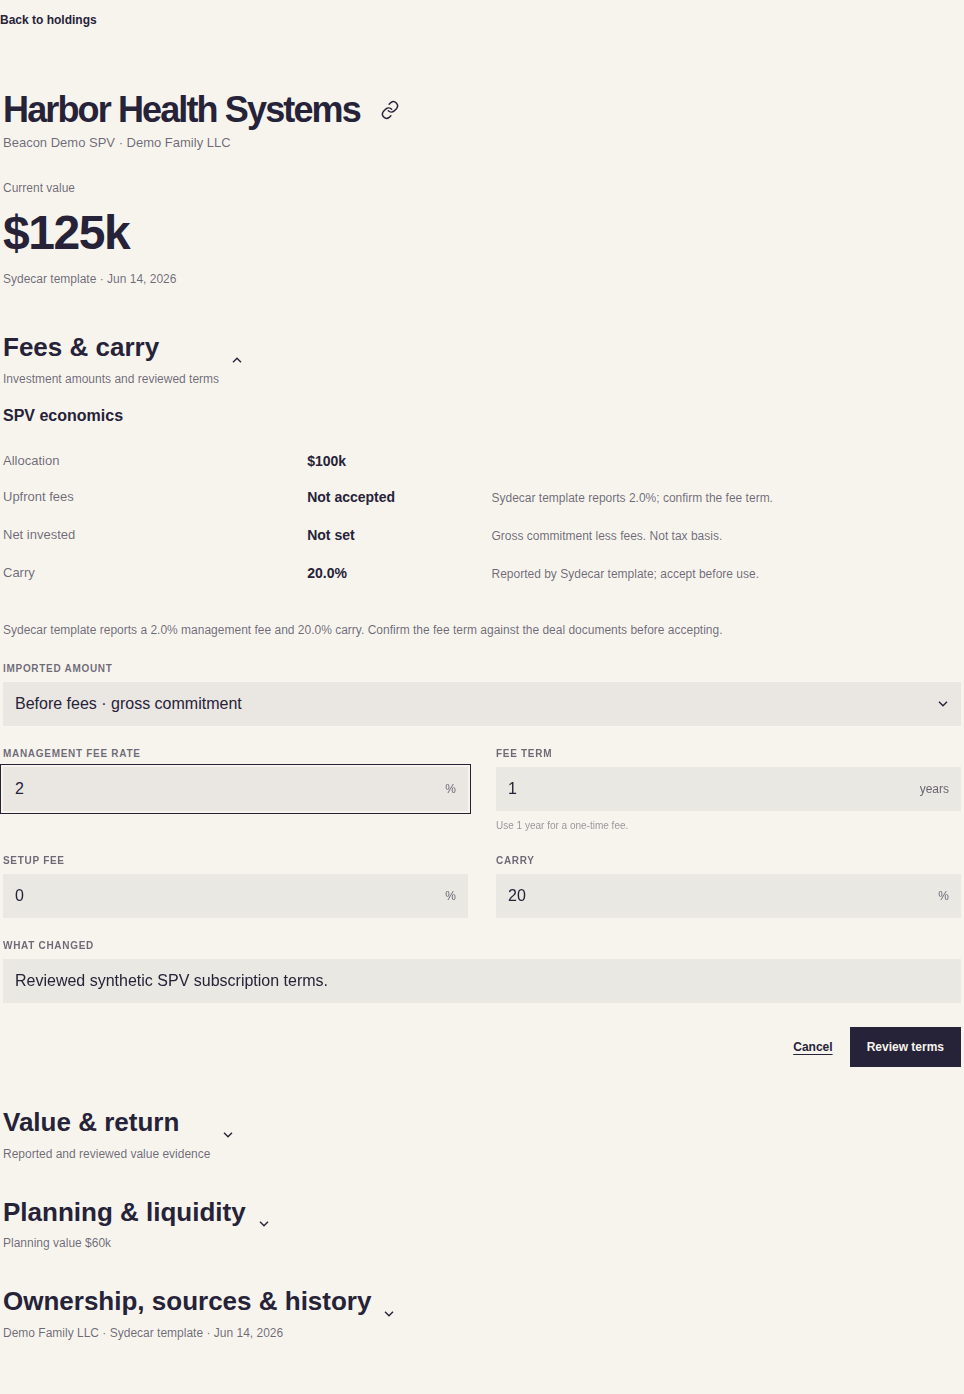 Back to holdings
Harbor Health Systems
Beacon Demo SPV · Demo Family LLC
Current value
$125k
Sydecar template · Jun 14, 2026
Fees & carry
Investment amounts and reviewed terms
SPV economics
Allocation $100k
Upfront fees Not accepted Sydecar template reports 2.0%; confirm the fee term.
Net invested Not set Gross commitment less fees. Not tax basis.
Carry 20.0% Reported by Sydecar template; accept before use.
Sydecar template reports a 2.0% management fee and 20.0% carry. Confirm the fee term against the deal documents before accepting.
IMPORTED AMOUNT
Before fees · gross commitment
MANAGEMENT FEE RATE FEE TERM
2 % 1 years
Use 1 year for a one-time fee.
SETUP FEE CARRY
0 % 20 %
WHAT CHANGED
Reviewed synthetic SPV subscription terms.
Cancel Review terms
Value & return
Reported and reviewed value evidence
Planning & liquidity
Planning value $60k
Ownership, sources & history
Demo Family LLC · Sydecar template · Jun 14, 2026